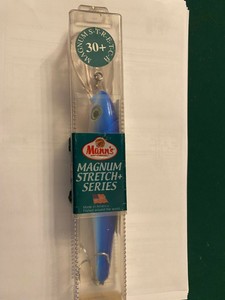 MAGNUM STRETCH
30+
Mann's
MAGNUM
STRETCH+
SERIES